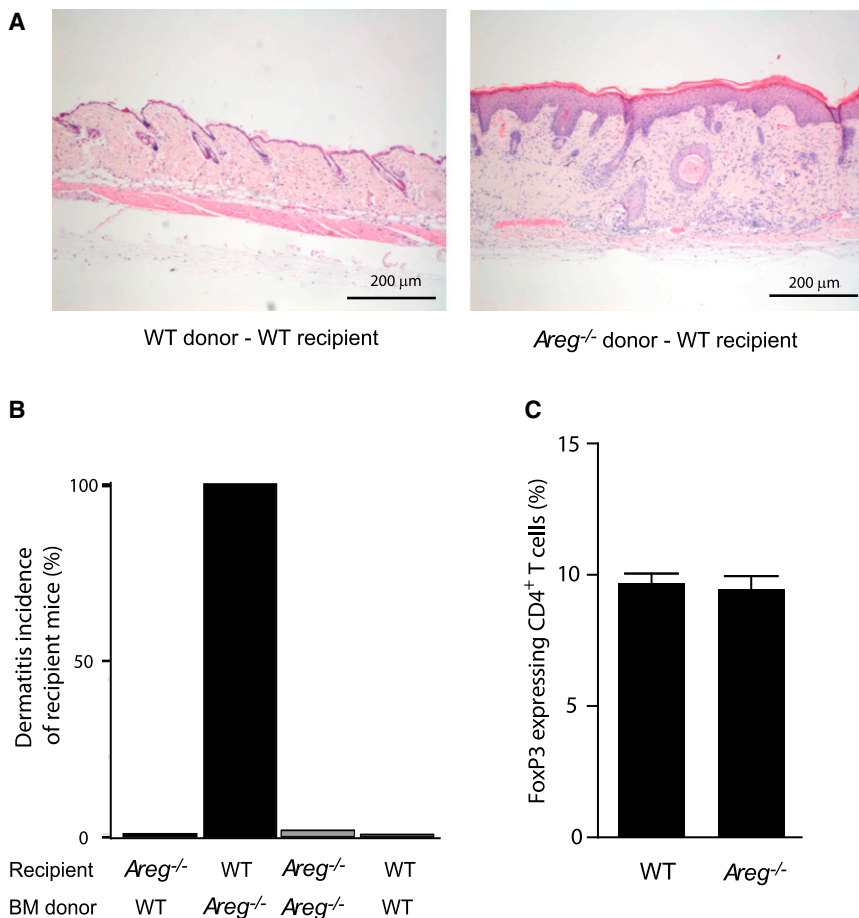 A
200 μm
200 μm
WT donor - WT recipient
Areg-/- donor - WT recipient
B
Dermatitis incidence
of recipient mice (%)
100
50
0
Recipient Areg-/- WT Areg-/- WT
BM donor WT Areg-/- Areg-/- WT
C
FoxP3 expressing CD4+ T cells (%)
15
10
5
0
WT Areg-/-